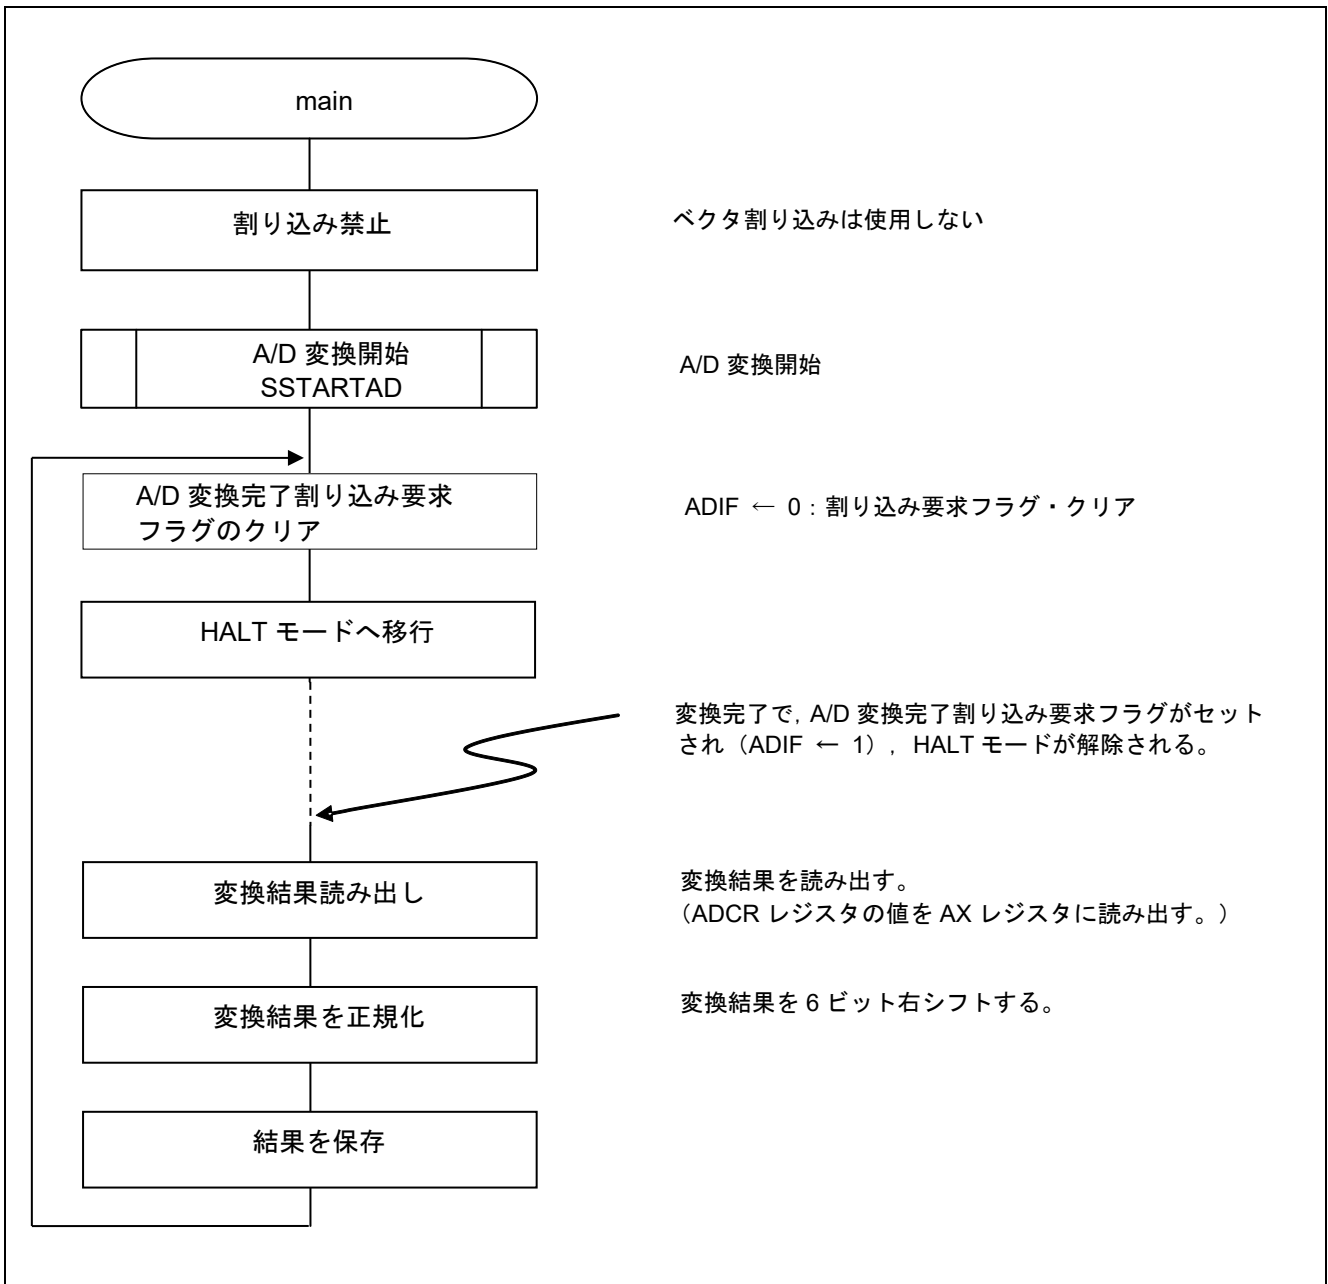 main
割り込み禁止
ベクタ割り込みは使用しない
A/D 変換開始
SSTARTAD
A/D 変換開始
A/D 変換完了割り込み要求
フラグのクリア
ADIF ← 0：割り込み要求フラグ・クリア
HALT モードへ移行
変換完了で，A/D 変換完了割り込み要求フラグがセット
され（ADIF ← 1），HALT モードが解除される。
変換結果読み出し
変換結果を読み出す。
（ADCR レジスタの値を AX レジスタに読み出す。）
変換結果を正規化
変換結果を 6 ビット右シフトする。
結果を保存